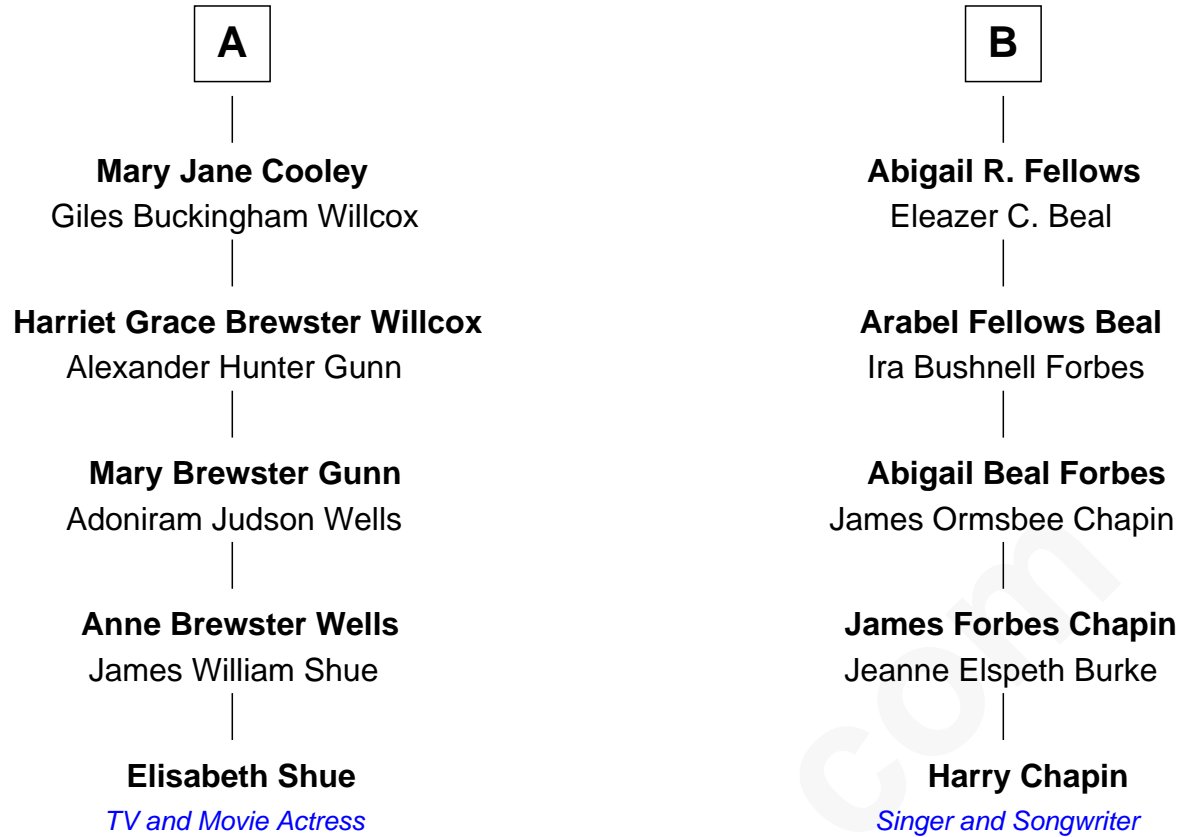 A
Mary Jane Cooley
Giles Buckingham Willcox
Harriet Grace Brewster Willcox
Alexander Hunter Gunn
Mary Brewster Gunn
Adoniram Judson Wells
Anne Brewster Wells
James William Shue
Elisabeth Shue
TV and Movie Actress
B
Abigail R. Fellows
Eleazer C. Beal
Arabel Fellows Beal
Ira Bushnell Forbes
Abigail Beal Forbes
James Ormsbee Chapin
James Forbes Chapin
Jeanne Elspeth Burke
Harry Chapin
Singer and Songwriter
com